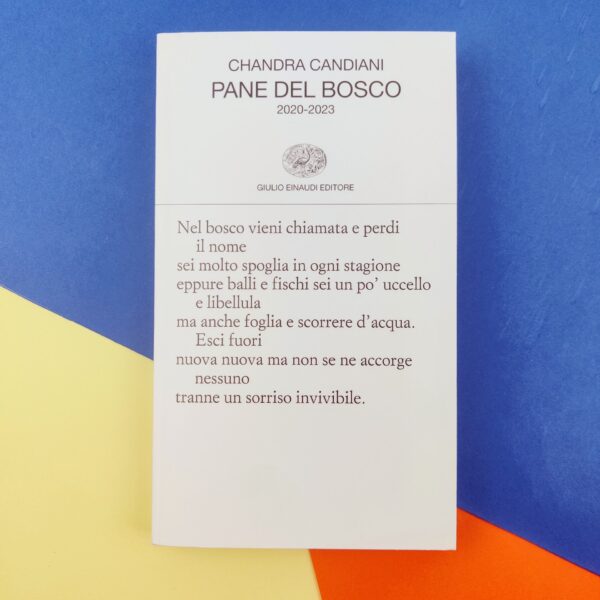 CHANDRA CANDIANI
PANE DEL BOSCO
2020-2023
GIULIO EINAUDI EDITORE
Nel bosco vieni chiamata e perdi
il nome
sei molto spoglia in ogni stagione
eppure balli e fischi sei un po’ uccello
e libellula
ma anche foglia e scorrere d’acqua.
Esci fuori
nuova nuova ma non se ne accorge
nessuno
tranne un sorriso invivibile.